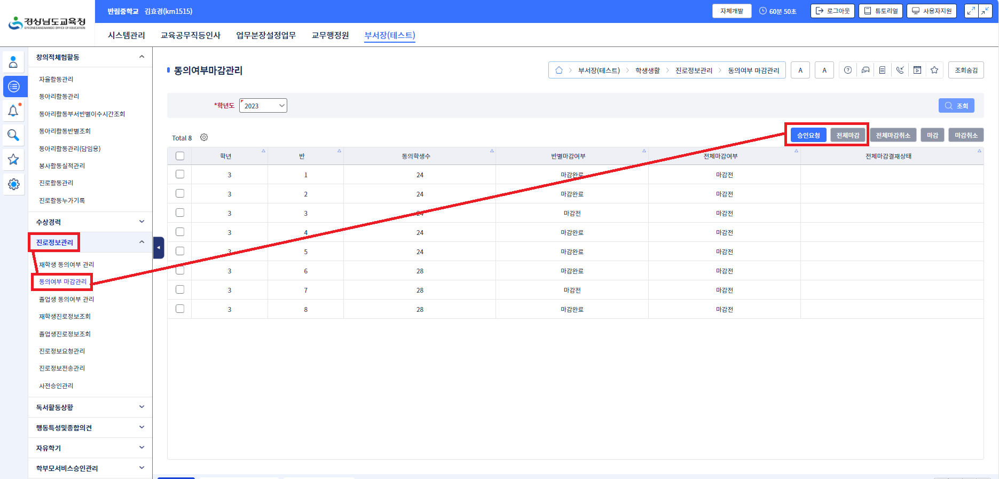 경상남도교육청
GYEONGSANGNAMDO OFFICE OF EDUCATION
반림중학교 김효경(km1515)
자체개발
60분 50초
로그아웃
튜토리얼
사용자지원
시스템관리 교육공무직등인사 업무분장설정업무 교무행정원 부서장(테스트)
창의적체험활동
자율활동관리
동아리활동관리
동아리활동부서반별이수시간조회
동아리활동반별조회
동아리활동관리(담임용)
봉사활동실적관리
진로활동관리
진로활동누가기록
수상경력
진로정보관리
재학생 동의여부 관리
동의여부 마감관리
졸업생 동의여부 관리
재학생진로정보조회
졸업생진로정보조회
진로정보요청관리
진로정보전송관리
사전승인관리
독서활동상황
행동특성및종합의견
자유학기
학부모서비스승인관리
동의여부마감관리
부서장(테스트) 학생생활 진로정보관리 동의여부 마감관리
A
A
조회숨김
*학년도 2023
조회
Total 8
승인요청 전체마감 전체마감취소 마감 마감취소
학년 반 동의학생수 반별마감여부 전체마감여부 전체마감결재상태
3 1 24 마감완료 마감전
3 2 24 마감완료 마감전
3 3 24 마감전 마감전
3 4 24 마감완료 마감전
3 5 24 마감완료 마감전
3 6 28 마감완료 마감전
3 7 28 마감전 마감전
3 8 28 마감완료 마감전